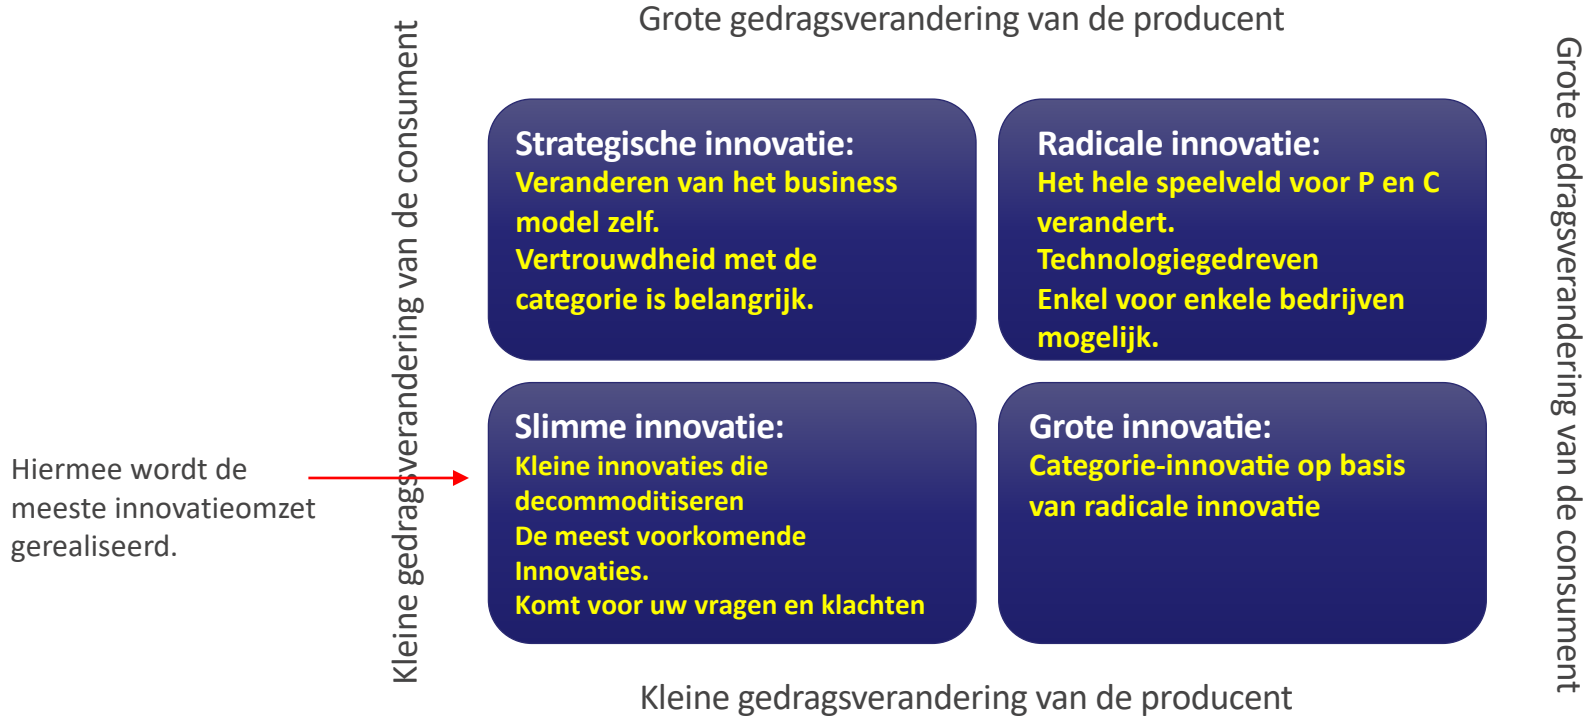 Grote gedragsverandering van de producent
Kleine gedragsverandering van de consument
Strategische innovatie:
Veranderen van het business
model zelf.
Vertrouwdheid met de
categorie is belangrijk.
Radicale innovatie:
Het hele speelveld voor P en C
verandert.
Technologiegedreven
Enkel voor enkele bedrijven
mogelijk.
Grote gedragsverandering van de consument
Hiermee wordt de
meeste innovatieomzet
gerealiseerd.
Slimme innovatie:
Kleine innovaties die
decommoditiseren
De meest voorkomende
Innovaties.
Komt voor uw vragen en klachten
Grote innovatie:
Categorie-innovatie op basis
van radicale innovatie
Kleine gedragsverandering van de producent